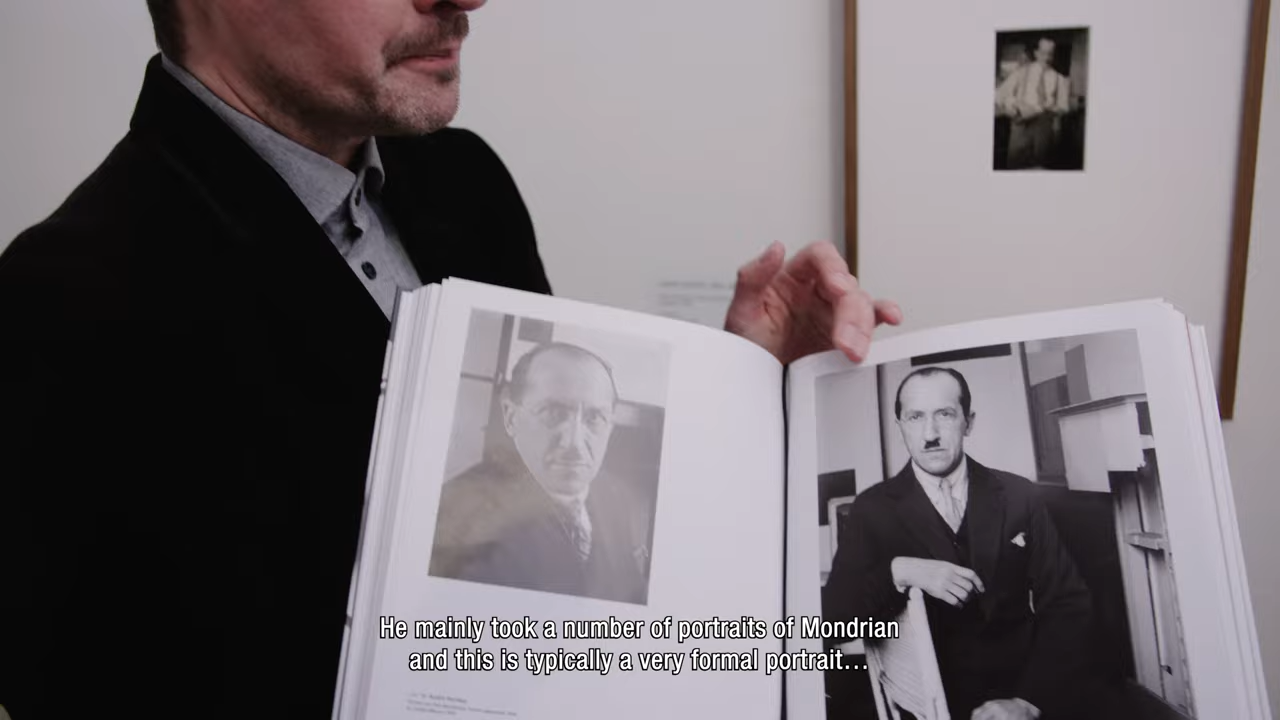 He mainly took a number of portraits of Mondrian
and this is typically a very formal portrait...